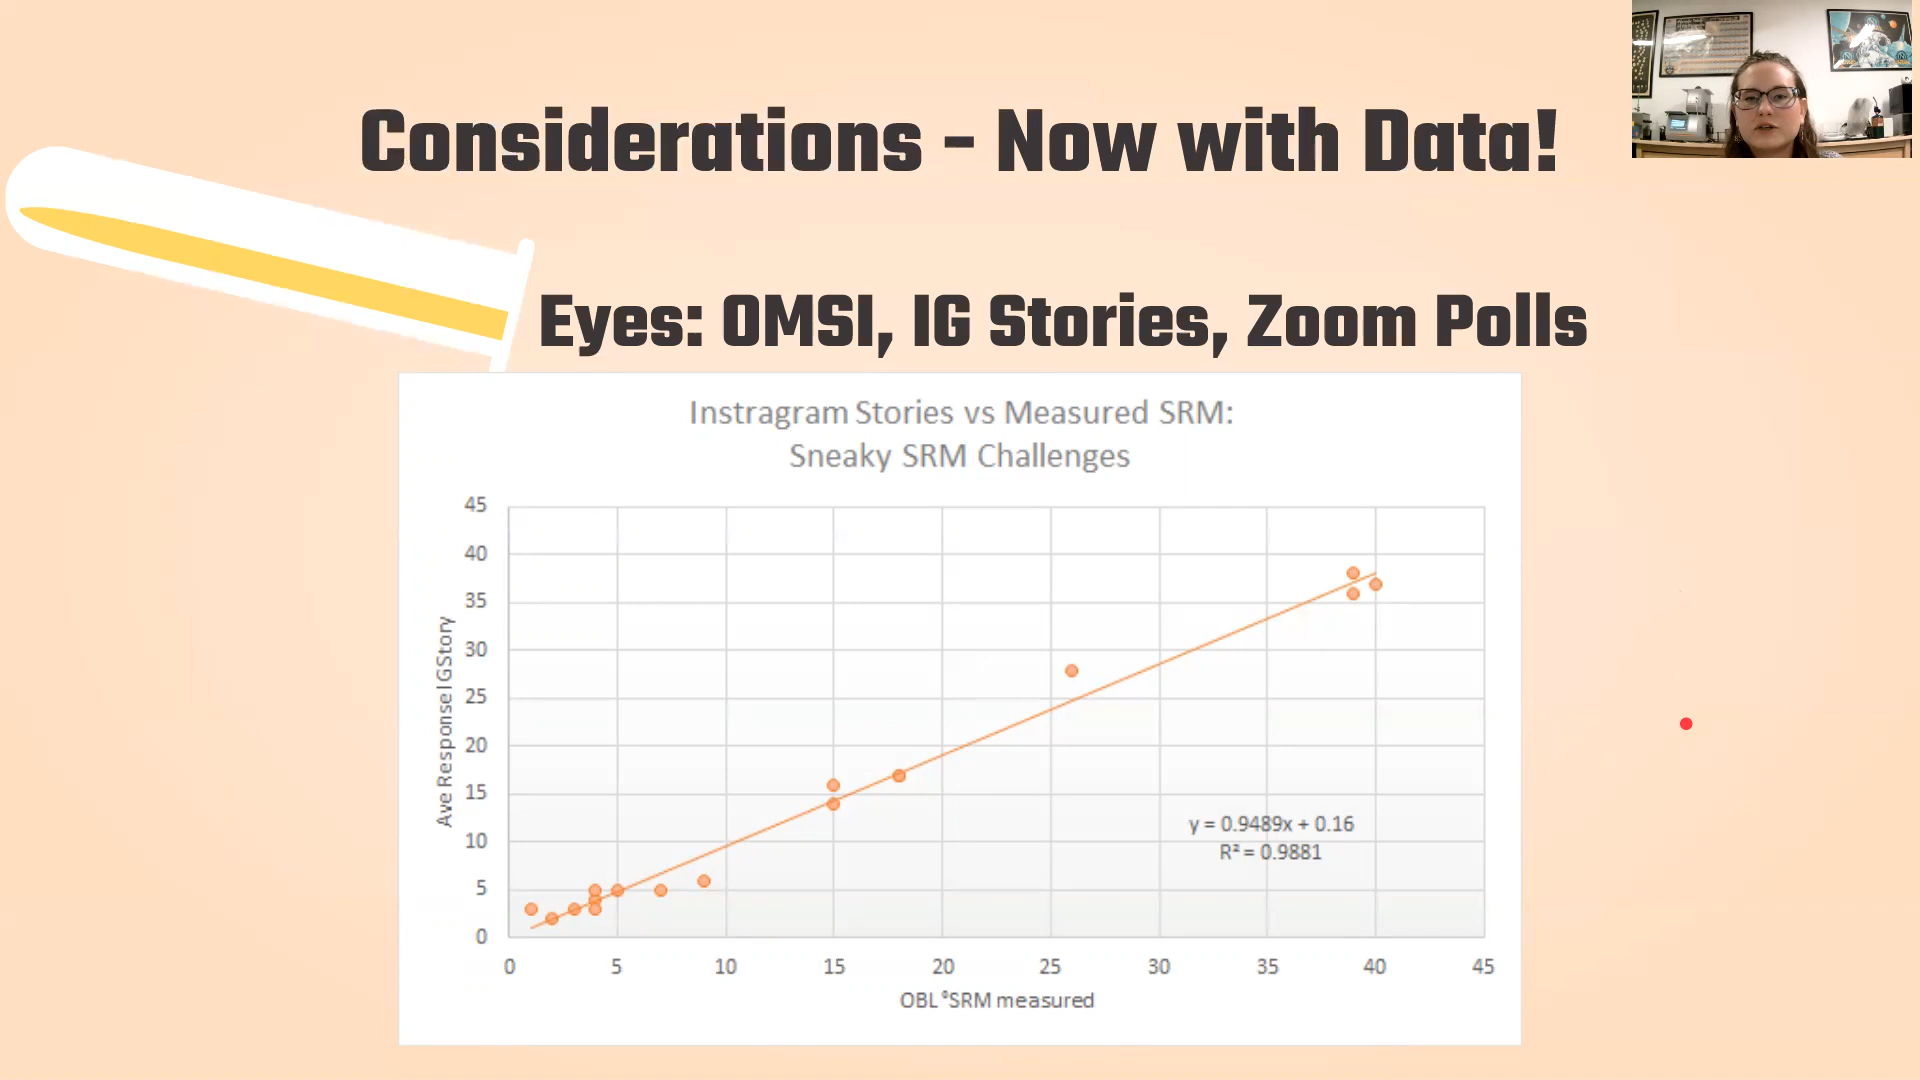 Considerations - Now with Data!
Eyes: OMSI, IG Stories, Zoom Polls
Instragram Stories vs Measured SRM:
Sneaky SRM Challenges
Ave Response IG Story
45
40
35
30
25
20
15
10
5
0
y = 0.9489x + 0.16
R² = 0.9881
0 5 10 15 20 25 30 35 40 45
OBL °SRM measured